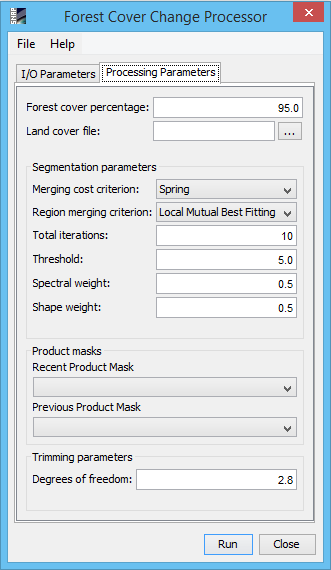 SNAP Forest Cover Change Processor
File Help
I/O Parameters Processing Parameters
Forest cover percentage: 95.0
Land cover file: ...
Segmentation parameters
Merging cost criterion: Spring
Region merging criterion: Local Mutual Best Fitting
Total iterations: 10
Threshold: 5.0
Spectral weight: 0.5
Shape weight: 0.5
Product masks
Recent Product Mask
Previous Product Mask
Trimming parameters
Degrees of freedom: 2.8
Run Close